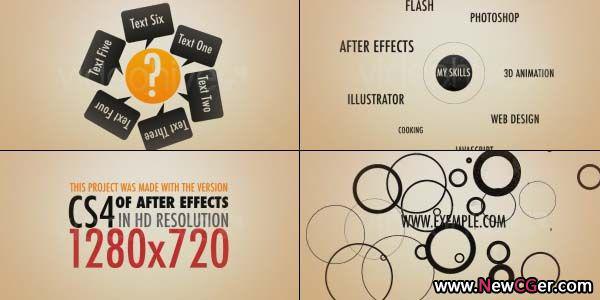 Text Six
Text One
Text Two
Text Three
Text Four
Text Five
?
FLASH
PHOTOSHOP
AFTER EFFECTS
MY SKILLS
3D ANIMATION
ILLUSTRATOR
WEB DESIGN
COOKING
JAVASCRIPT
THIS PROJECT WAS MADE WITH THE VERSION
CS4 OF AFTER EFFECTS
IN HD RESOLUTION
1280x720
WWW.EXEMPLE.COM
www.NewCGer.com